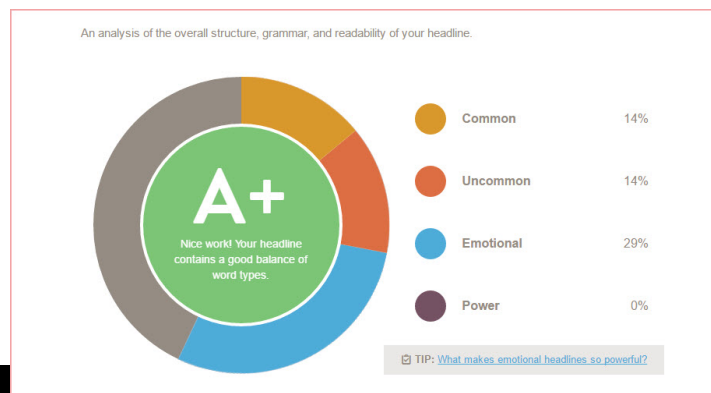 An analysis of the overall structure, grammar, and readability of your headline.
A+
Nice work! Your headline
contains a good balance of
word types.
Common 14%
Uncommon 14%
Emotional 29%
Power 0%
TIP: What makes emotional headlines so powerful?